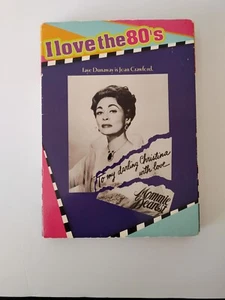 I love the 80's
Faye Dunaway is Joan Crawford.
To my darling Christina
with love...
Mommie
Dearest